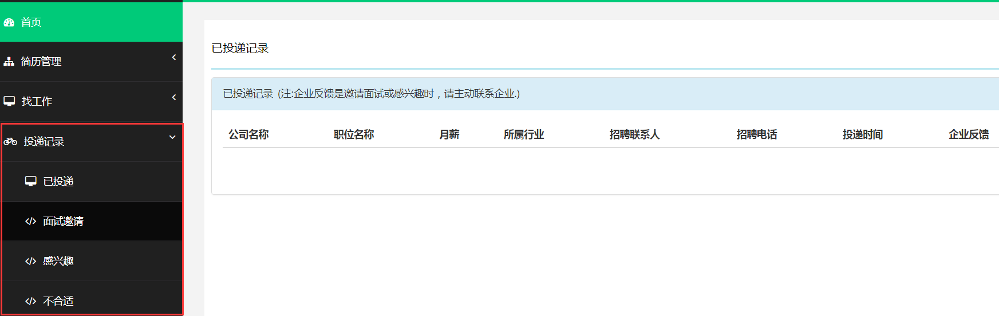 首页
简历管理
找工作
投递记录
已投递
面试邀请
感兴趣
不合适
已投递记录
已投递记录 (注:企业反馈是邀请面试或感兴趣时，请主动联系企业.)
公司名称 职位名称 月薪 所属行业 招聘联系人 招聘电话 投递时间 企业反馈